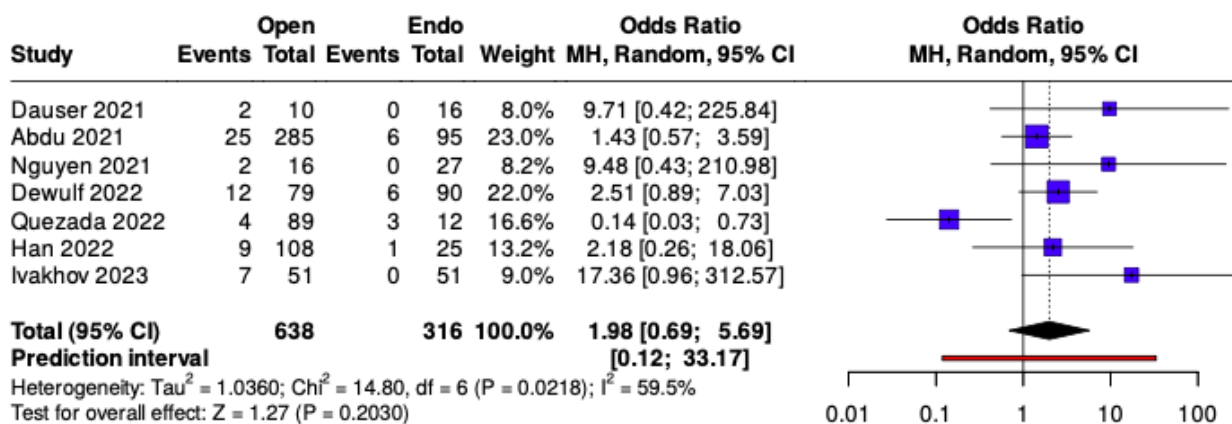 Open Endo Odds Ratio Odds Ratio
Study Events Total Events Total Weight MH, Random, 95% CI MH, Random, 95% CI
Dauser 2021 2 10 0 16 8.0% 9.71 [0.42; 225.84]
Abdu 2021 25 285 6 95 23.0% 1.43 [0.57; 3.59]
Nguyen 2021 2 16 0 27 8.2% 9.48 [0.43; 210.98]
Dewulf 2022 12 79 6 90 22.0% 2.51 [0.89; 7.03]
Quezada 2022 4 89 3 12 16.6% 0.14 [0.03; 0.73]
Han 2022 9 108 1 25 13.2% 2.18 [0.26; 18.06]
Ivakhov 2023 7 51 0 51 9.0% 17.36 [0.96; 312.57]
Total (95% CI) 638 316 100.0% 1.98 [0.69; 5.69]
Prediction interval [0.12; 33.17]
Heterogeneity: Tau² = 1.0360; Chi² = 14.80, df = 6 (P = 0.0218); I² = 59.5%
Test for overall effect: Z = 1.27 (P = 0.2030)
0.01 0.1 1 10 100